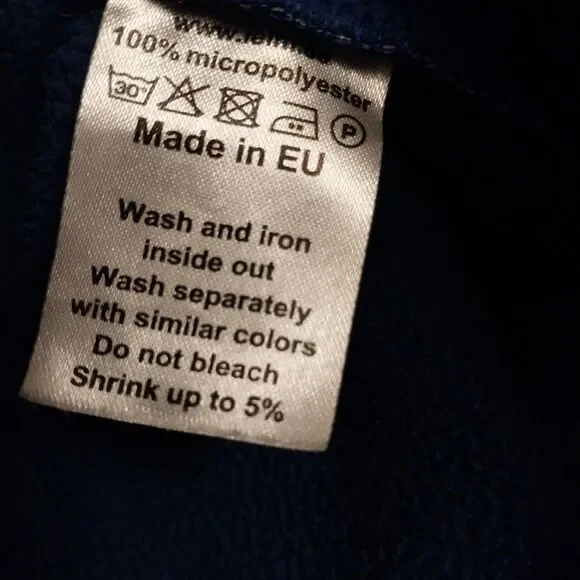 100% micropolyester
30° P
Made in EU
Wash and iron
inside out
Wash separately
with similar colors
Do not bleach
Shrink up to 5%